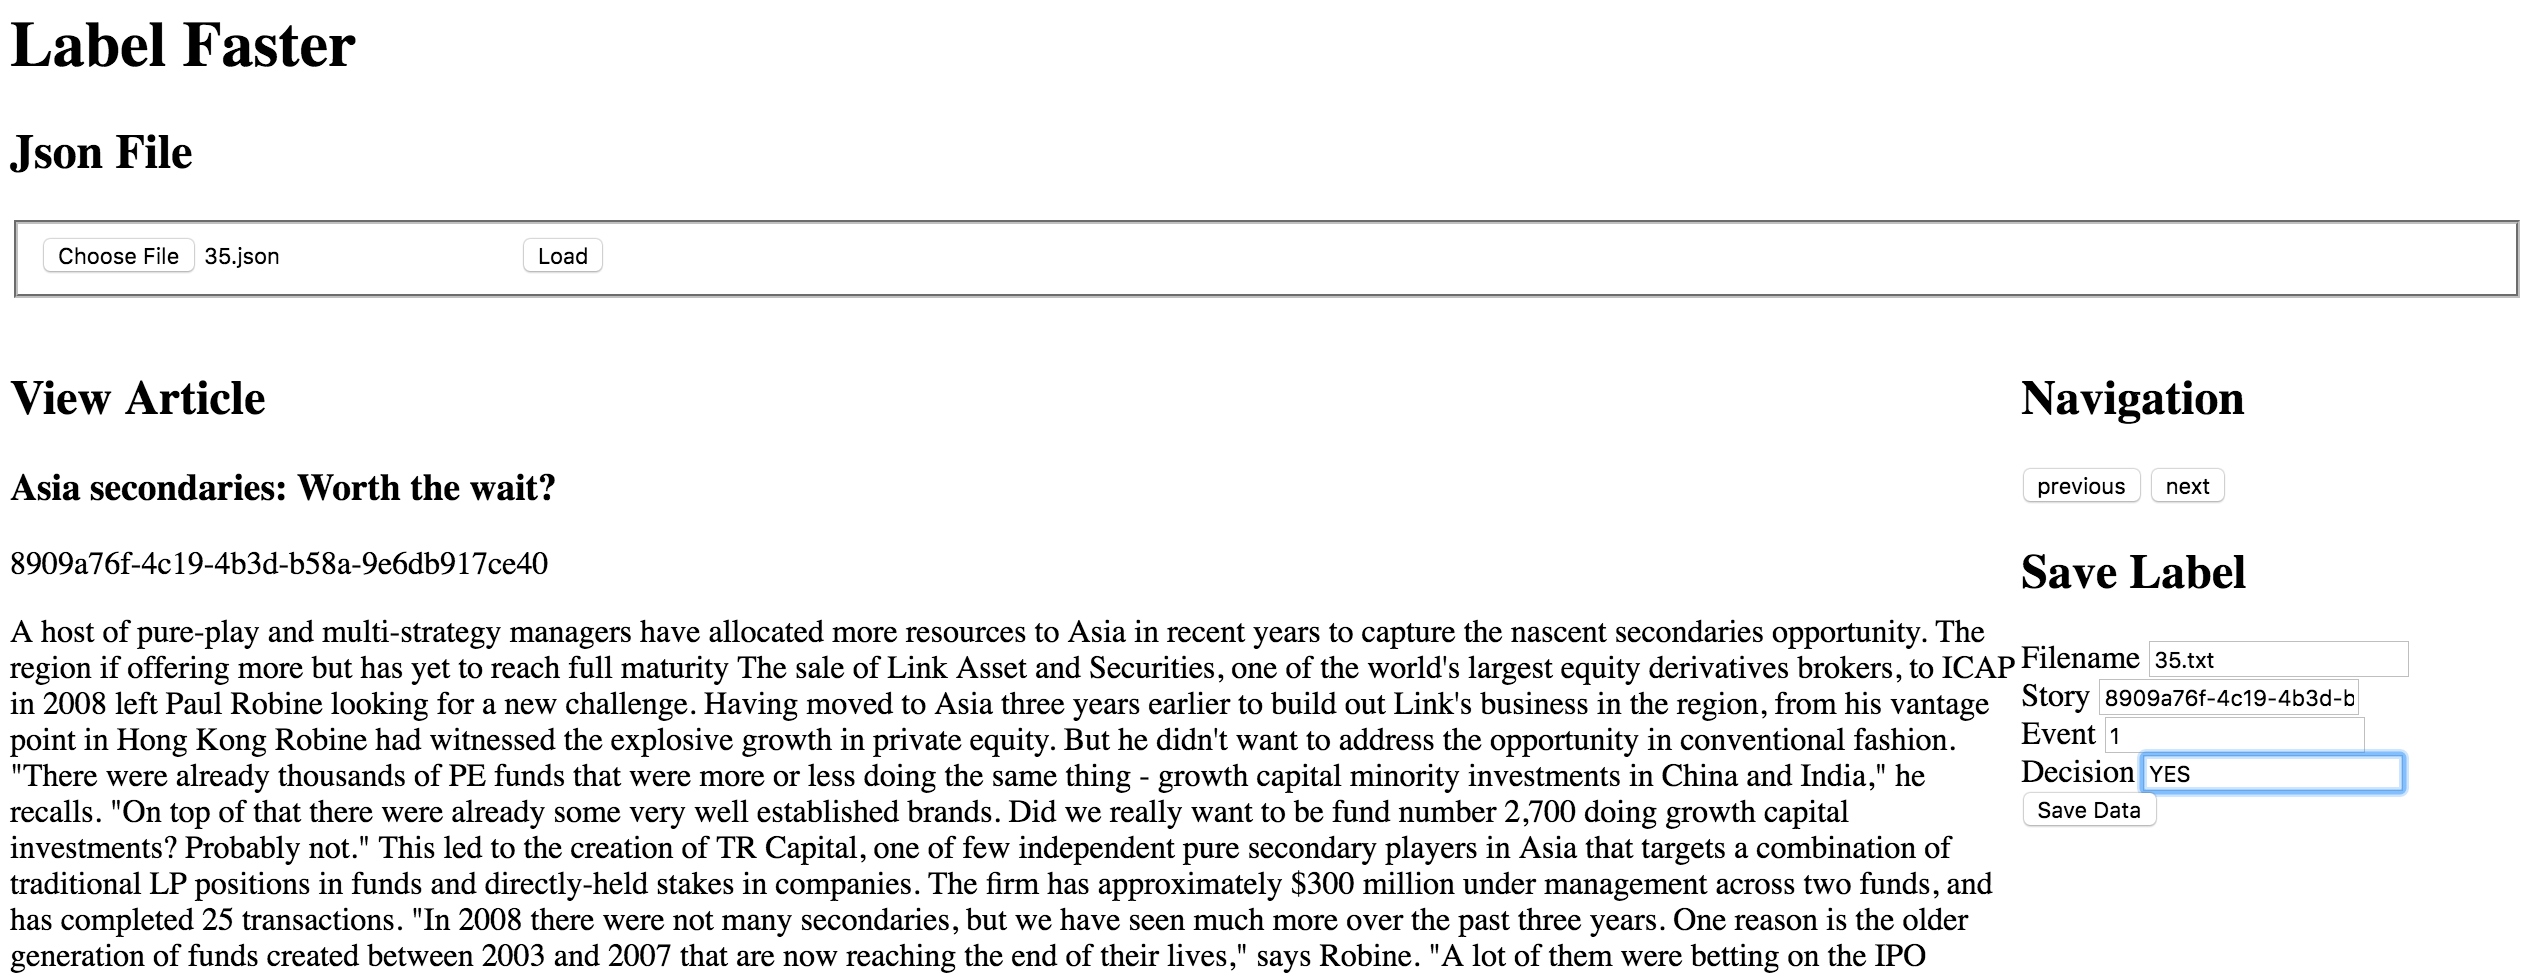 Label Faster
Json File
Choose File 35.json Load
View Article
Asia secondaries: Worth the wait?
8909a76f-4c19-4b3d-b58a-9e6db917ce40
A host of pure-play and multi-strategy managers have allocated more resources to Asia in recent years to capture the nascent secondaries opportunity. The
region if offering more but has yet to reach full maturity The sale of Link Asset and Securities, one of the world's largest equity derivatives brokers, to ICAP
in 2008 left Paul Robine looking for a new challenge. Having moved to Asia three years earlier to build out Link's business in the region, from his vantage
point in Hong Kong Robine had witnessed the explosive growth in private equity. But he didn't want to address the opportunity in conventional fashion.
"There were already thousands of PE funds that were more or less doing the same thing - growth capital minority investments in China and India," he
recalls. "On top of that there were already some very well established brands. Did we really want to be fund number 2,700 doing growth capital
investments? Probably not." This led to the creation of TR Capital, one of few independent pure secondary players in Asia that targets a combination of
traditional LP positions in funds and directly-held stakes in companies. The firm has approximately $300 million under management across two funds, and
has completed 25 transactions. "In 2008 there were not many secondaries, but we have seen much more over the past three years. One reason is the older
generation of funds created between 2003 and 2007 that are now reaching the end of their lives," says Robine. "A lot of them were betting on the IPO
Navigation
previous next
Save Label
Filename 35.txt
Story 8909a76f-4c19-4b3d-b
Event 1
Decision YES
Save Data